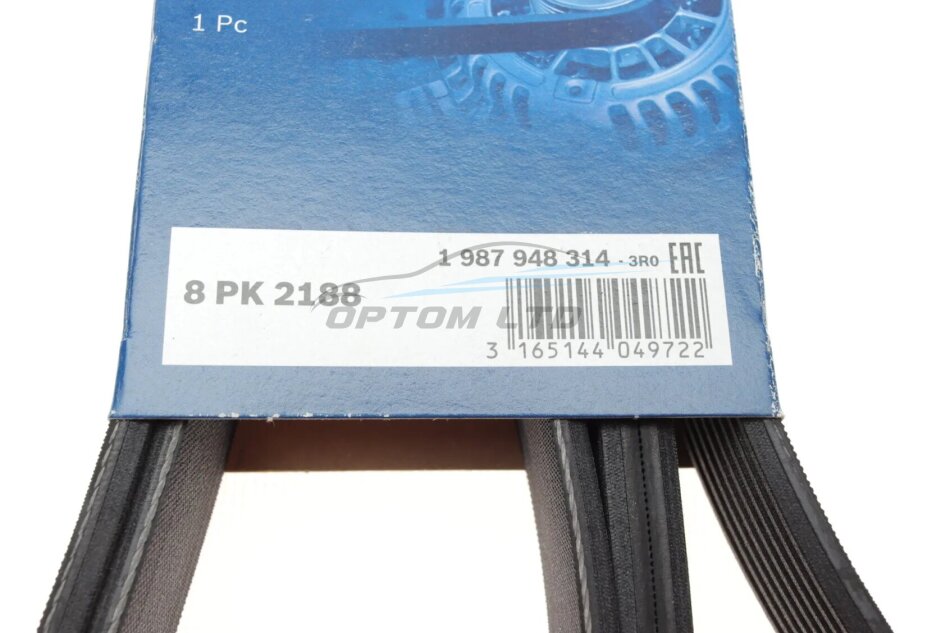 1 Pc
1 987 948 314 - 3R0 EAC
8 PK 2188
OPTOM LTD
3 165144 049722